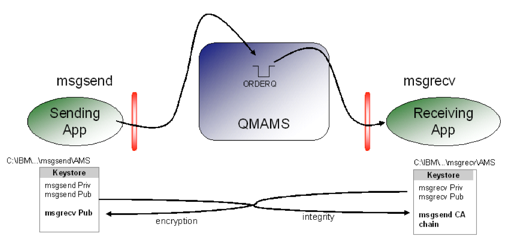 msgsend
msgrecv
Sending
App
ORDERQ
QMAMS
Receiving
App
C:\IBM\...\msgsend\AMS
C:\IBM\...\msgrecv\AMS
Keystore
msgsend Priv
msgsend Pub
msgrecv Pub
encryption
integrity
Keystore
msgrecv Priv
msgrecv Pub
msgsend CA
chain